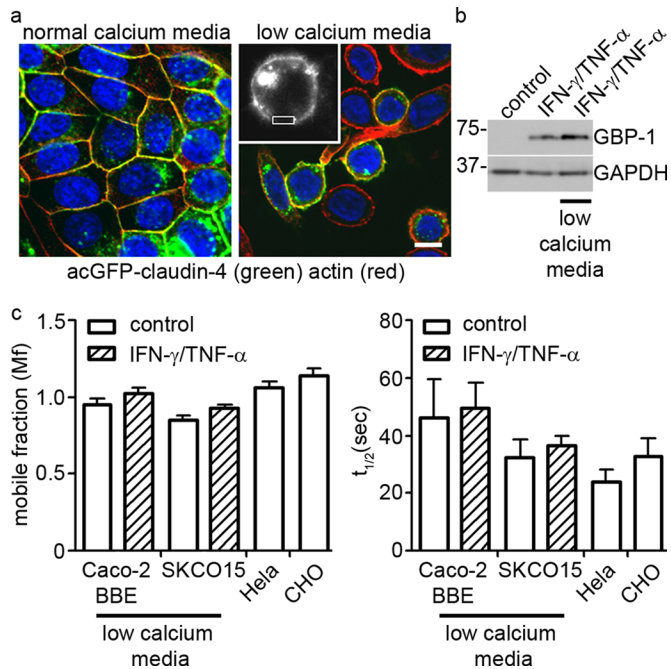 a
normal calcium media
low calcium media
acGFP-claudin-4 (green) actin (red)
b
control
IFN-γ/TNF-α
IFN-γ/TNF-α
75-
GBP-1
37-
GAPDH
low
calcium
media
c
control
IFN-γ/TNF-α
mobile fraction (Mf)
1.5
1.0
0.5
0
Caco-2
BBE
SKCO15
Hela
CHO
low calcium
media
control
IFN-γ/TNF-α
t1/2(sec)
80
60
40
20
0
Caco-2
BBE
SKCO15
Hela
CHO
low calcium
media